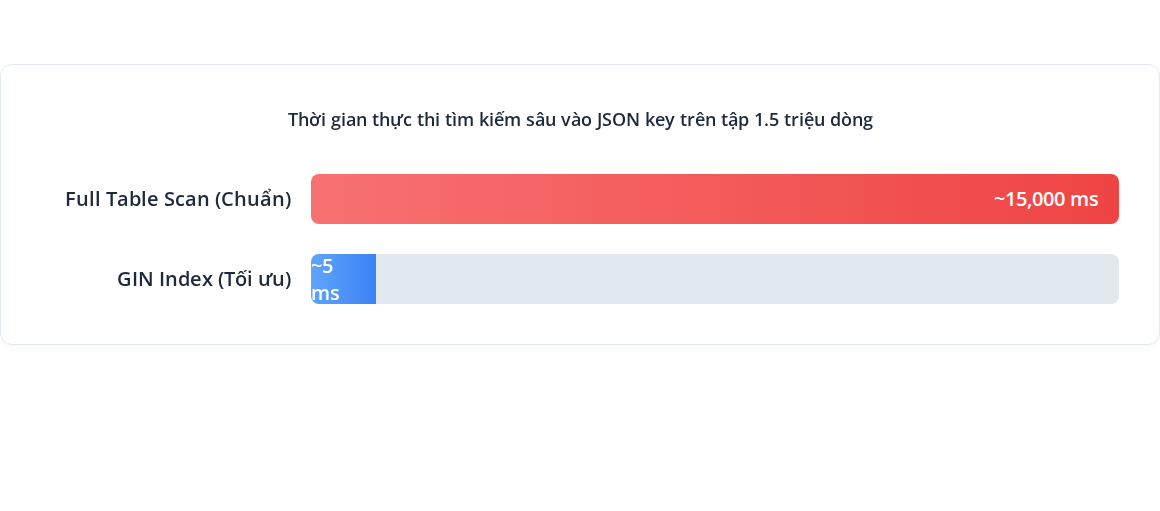 Thời gian thực thi tìm kiếm sâu vào JSON key trên tập 1.5 triệu dòng
Full Table Scan (Chuẩn)
~15,000 ms
GIN Index (Tối ưu)
~5
ms